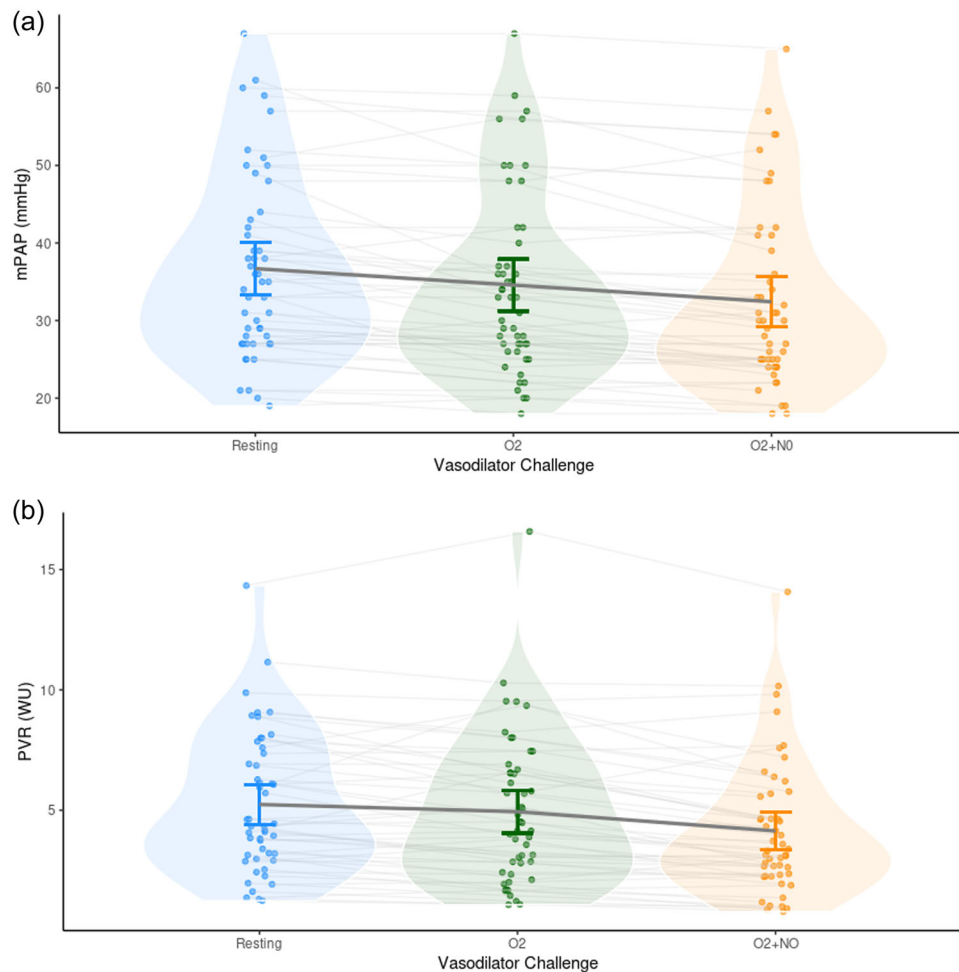 (a)
mPAP (mmHg)
60
50
40
30
20
Resting
O2
O2+N0
Vasodilator Challenge
(b)
PVR (WU)
15
10
5
Resting
O2
O2+NO
Vasodilator Challenge